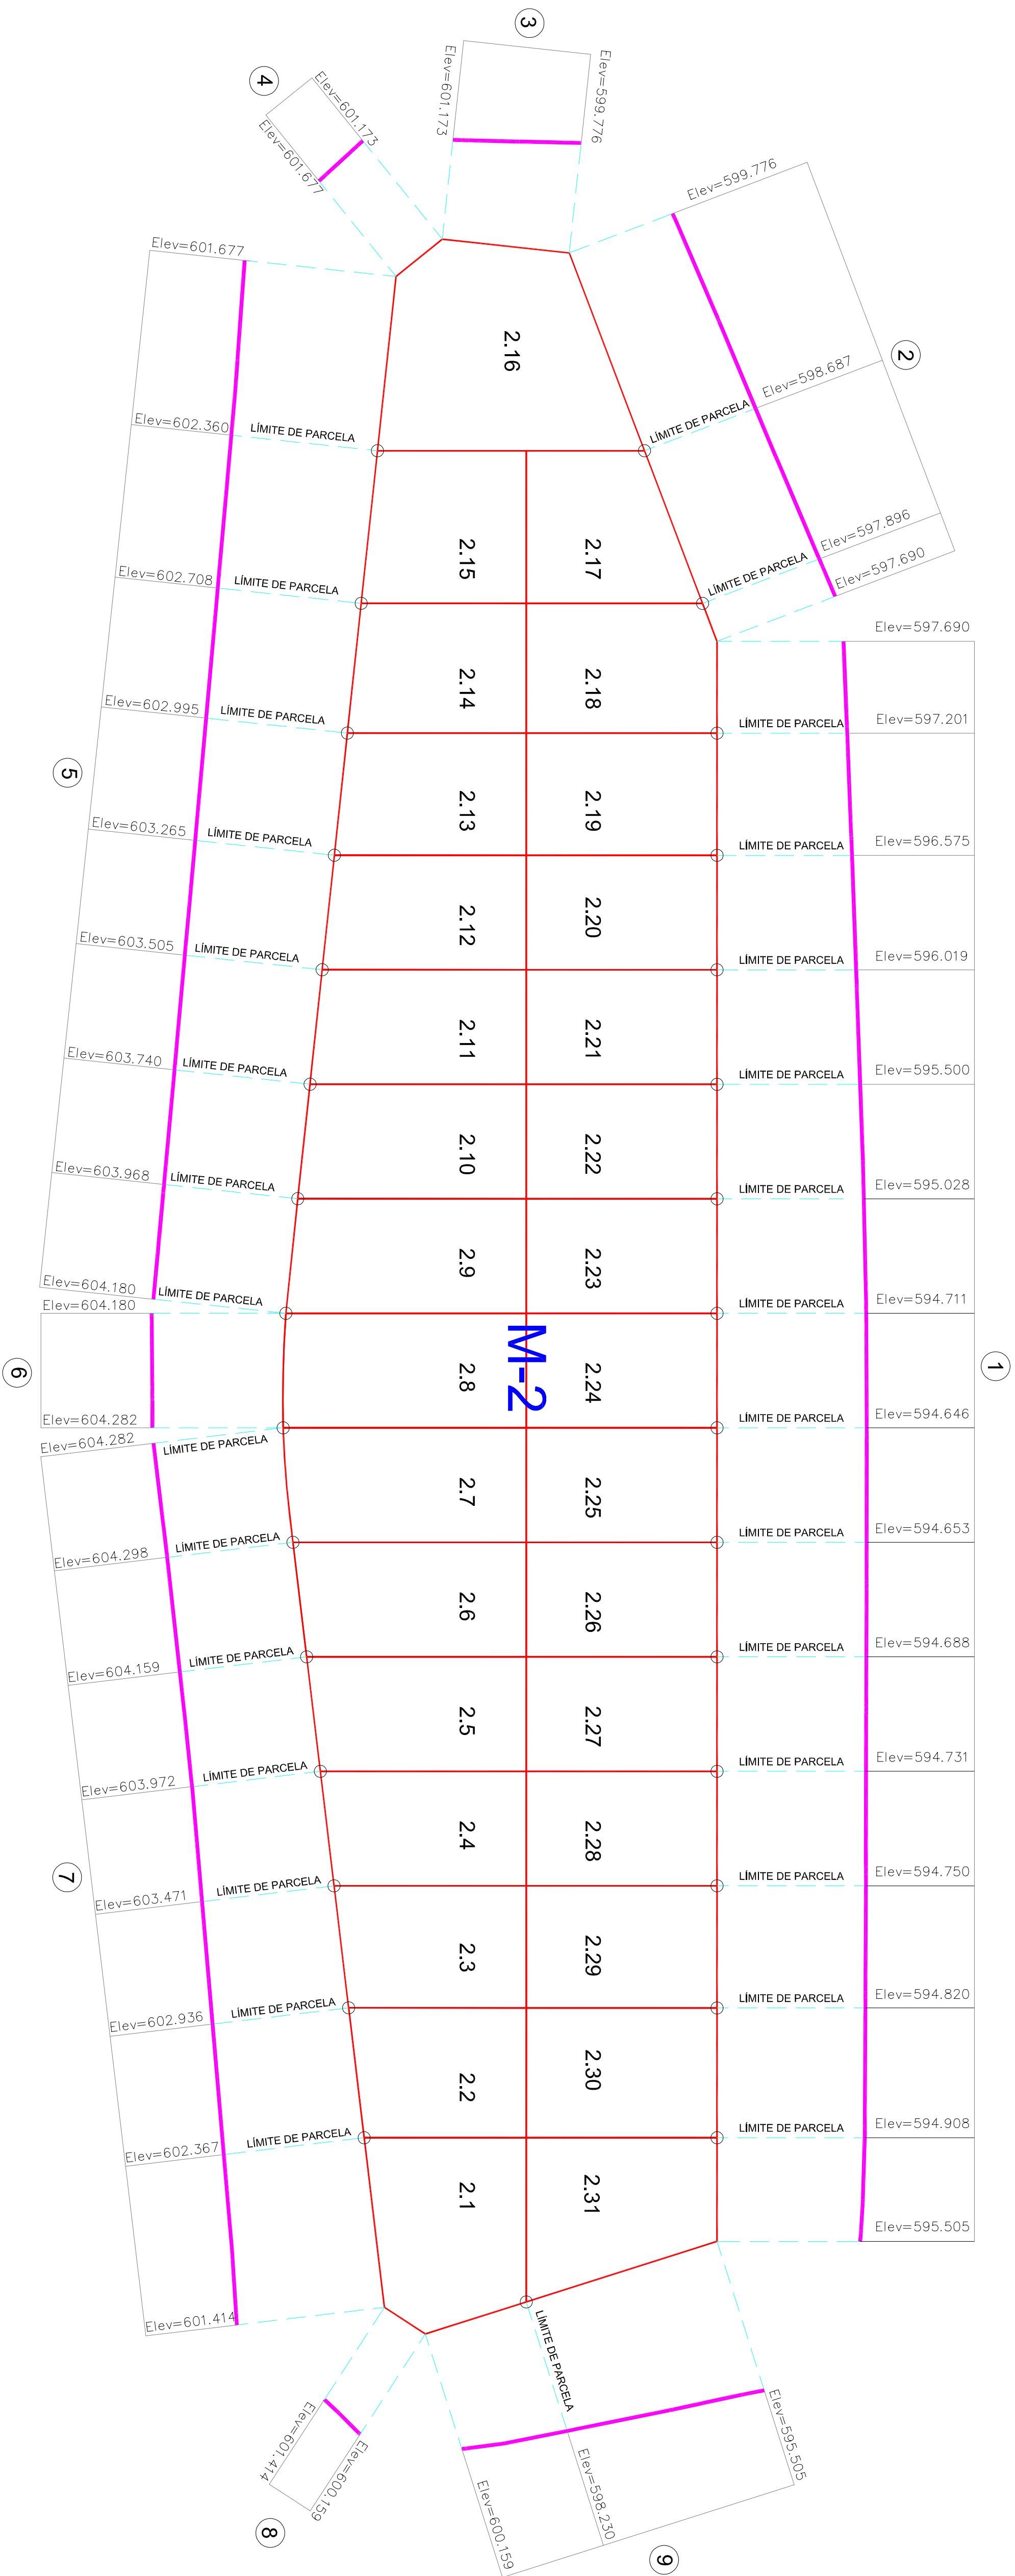 3
Elev=601.173
Elev=599.776
4
Elev=601.173
Elev=601.677
2
Elev=599.776
Elev=598.687
LÍMITE DE PARCELA
Elev=597.896
LÍMITE DE PARCELA
Elev=597.690
Elev=601.677
Elev=602.360
LÍMITE DE PARCELA
Elev=602.708
LÍMITE DE PARCELA
Elev=602.995
LÍMITE DE PARCELA
5
Elev=603.265
LÍMITE DE PARCELA
Elev=603.505
LÍMITE DE PARCELA
Elev=603.740
LÍMITE DE PARCELA
Elev=603.968
LÍMITE DE PARCELA
Elev=604.180
LÍMITE DE PARCELA
Elev=604.180
6
Elev=604.282
Elev=604.282
LÍMITE DE PARCELA
Elev=604.298
LÍMITE DE PARCELA
Elev=604.159
LÍMITE DE PARCELA
Elev=603.972
LÍMITE DE PARCELA
7
Elev=603.471
LÍMITE DE PARCELA
Elev=602.936
LÍMITE DE PARCELA
Elev=602.367
LÍMITE DE PARCELA
Elev=601.414
2.16
2.15
2.17
2.14
2.18
2.13
2.19
2.12
2.20
2.11
2.21
2.10
2.22
2.9
2.23
M-2
2.8
2.24
2.7
2.25
2.6
2.26
2.5
2.27
2.4
2.28
2.3
2.29
2.2
2.30
2.1
2.31
Elev=597.690
LÍMITE DE PARCELA
Elev=597.201
LÍMITE DE PARCELA
Elev=596.575
LÍMITE DE PARCELA
Elev=596.019
LÍMITE DE PARCELA
Elev=595.500
LÍMITE DE PARCELA
Elev=595.028
LÍMITE DE PARCELA
Elev=594.711
1
LÍMITE DE PARCELA
Elev=594.646
LÍMITE DE PARCELA
Elev=594.653
LÍMITE DE PARCELA
Elev=594.688
LÍMITE DE PARCELA
Elev=594.731
LÍMITE DE PARCELA
Elev=594.750
LÍMITE DE PARCELA
Elev=594.820
LÍMITE DE PARCELA
Elev=594.908
Elev=595.505
Elev=601.414
Elev=600.159
8
LÍMITE DE PARCELA
Elev=595.505
Elev=598.230
Elev=600.159
9